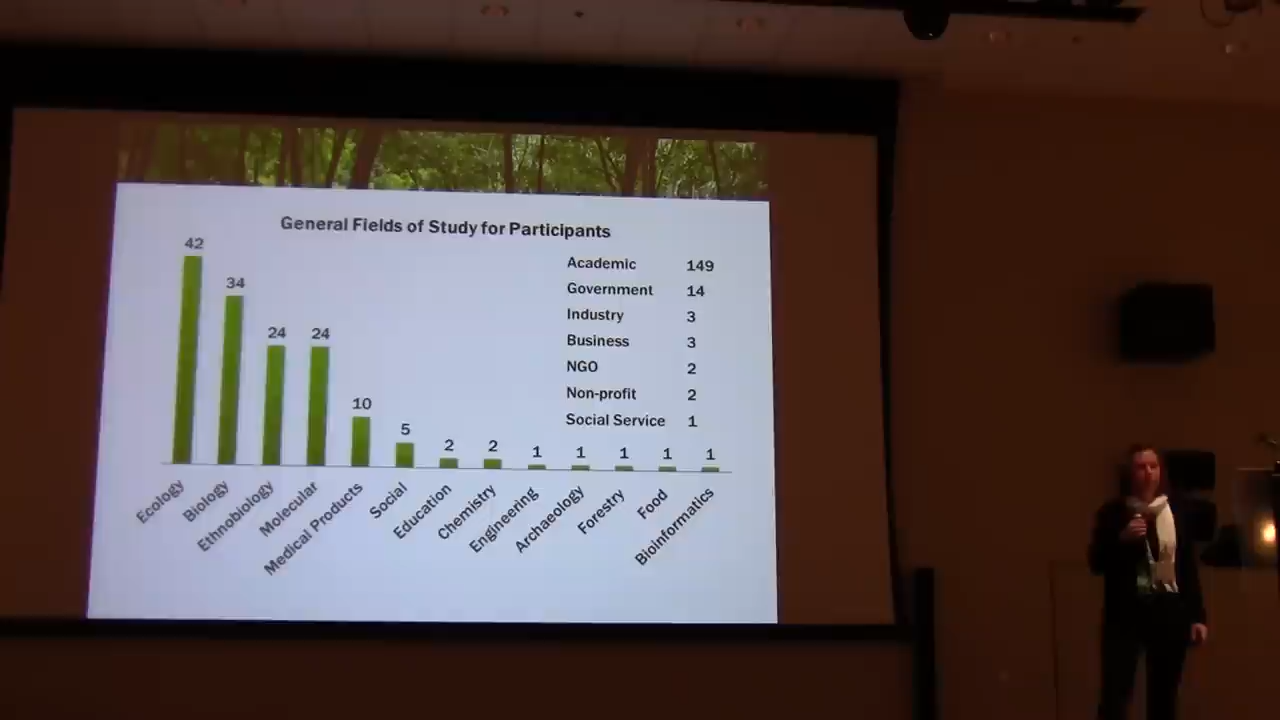 General Fields of Study for Participants
42
34
24
24
10
5
2
2
1
1
1
1
1
Academic 149
Government 14
Industry 3
Business 3
NGO 2
Non-profit 2
Social Service 1
Ecology
Biology
Ethnobiology
Molecular
Medical Products
Social
Education
Chemistry
Engineering
Archaeology
Forestry
Food
Bioinformatics